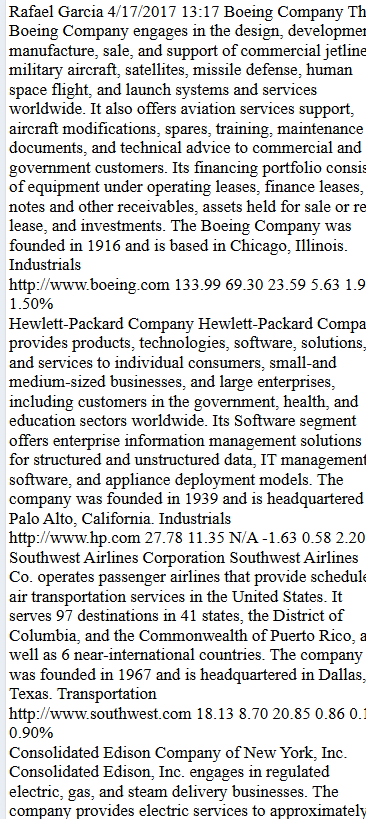 Rafael Garcia 4/17/2017 13:17 Boeing Company Th
Boeing Company engages in the design, developmen
manufacture, sale, and support of commercial jetline
military aircraft, satellites, missile defense, human
space flight, and launch systems and services
worldwide. It also offers aviation services support,
aircraft modifications, spares, training, maintenance
documents, and technical advice to commercial and
government customers. Its financing portfolio consis
of equipment under operating leases, finance leases,
notes and other receivables, assets held for sale or re
lease, and investments. The Boeing Company was
founded in 1916 and is based in Chicago, Illinois.
Industrials
http://www.boeing.com 133.99 69.30 23.59 5.63 1.9
1.50%
Hewlett-Packard Company Hewlett-Packard Compa
provides products, technologies, software, solutions,
and services to individual consumers, small-and
medium-sized businesses, and large enterprises,
including customers in the government, health, and
education sectors worldwide. Its Software segment
offers enterprise information management solutions
for structured and unstructured data, IT management
software, and appliance deployment models. The
company was founded in 1939 and is headquartered
Palo Alto, California. Industrials
http://www.hp.com 27.78 11.35 N/A -1.63 0.58 2.20
Southwest Airlines Corporation Southwest Airlines
Co. operates passenger airlines that provide schedule
air transportation services in the United States. It
serves 97 destinations in 41 states, the District of
Columbia, and the Commonwealth of Puerto Rico, a
well as 6 near-international countries. The company
was founded in 1967 and is headquartered in Dallas,
Texas. Transportation
http://www.southwest.com 18.13 8.70 20.85 0.86 0.1
0.90%
Consolidated Edison Company of New York, Inc.
Consolidated Edison, Inc. engages in regulated
electric, gas, and steam delivery businesses. The
company provides electric services to approximately